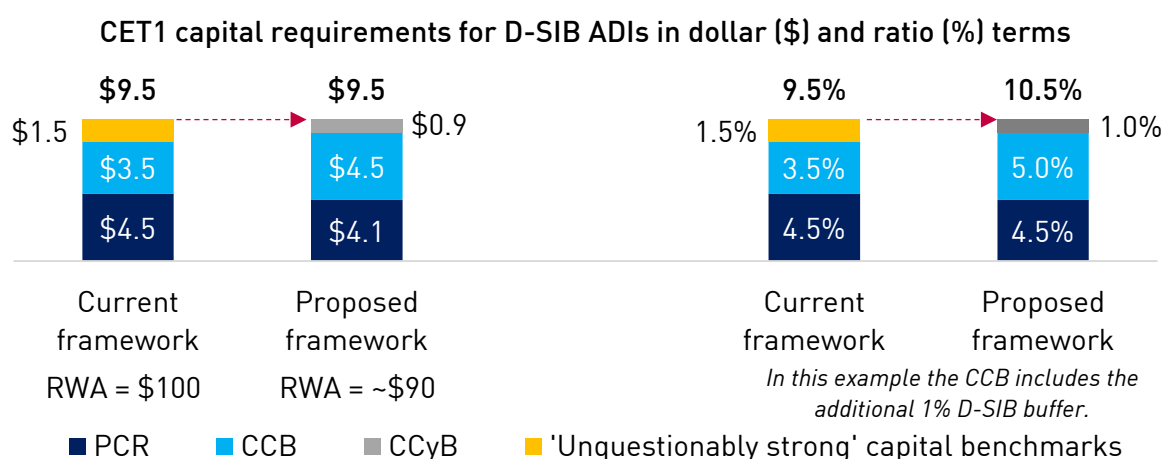 CET1 capital requirements for D-SIB ADIs in dollar ($) and ratio (%) terms
$9.5
$9.5
9.5%
10.5%
$1.5
$0.9
1.5%
1.0%
$3.5
$4.5
3.5%
5.0%
$4.5
$4.1
4.5%
4.5%
Current
framework
RWA = $100
Proposed
framework
RWA = ~$90
Current
framework
Proposed
framework
In this example the CCB includes the
additional 1% D-SIB buffer.
PCR
CCB
CCyB
'Unquestionably strong' capital benchmarks